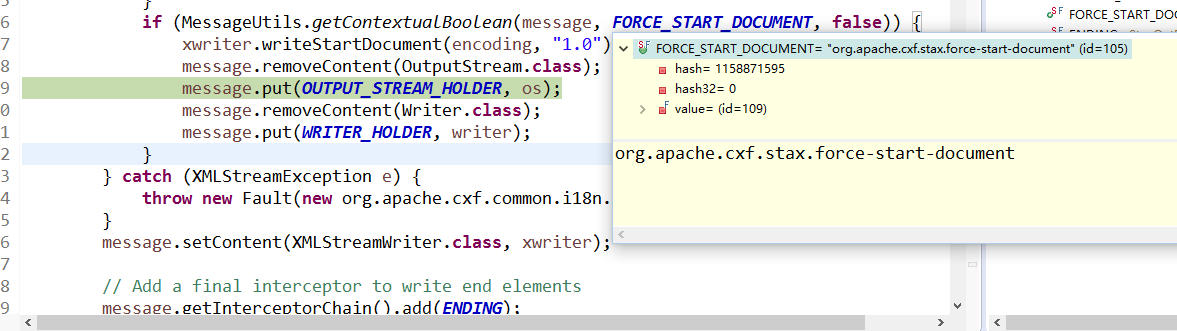 5 }
if (MessageUtils.getContextualBoolean(message, FORCE_START_DOCUMENT, false)) {
7 xwriter.writeStartDocument(encoding, "1.0")
8 message.removeContent(OutputStream.class);
9 message.put(OUTPUT_STREAM_HOLDER, os);
0 message.removeContent(Writer.class);
1 message.put(WRITER_HOLDER, writer);
2 }
3 } catch (XMLStreamException e) {
4 throw new Fault(new org.apache.cxf.common.i18n.
5 }
6 message.setContent(XMLStreamWriter.class, xwriter);
7
8 // Add a final interceptor to write end elements
9 message.getInterceptorChain().add(ENDING);
FORCE_START_DOCUMENT= "org.apache.cxf.stax.force-start-document" (id=105)
hash= 1158871595
hash32= 0
value= (id=109)
org.apache.cxf.stax.force-start-document
FORCE_START_DOC